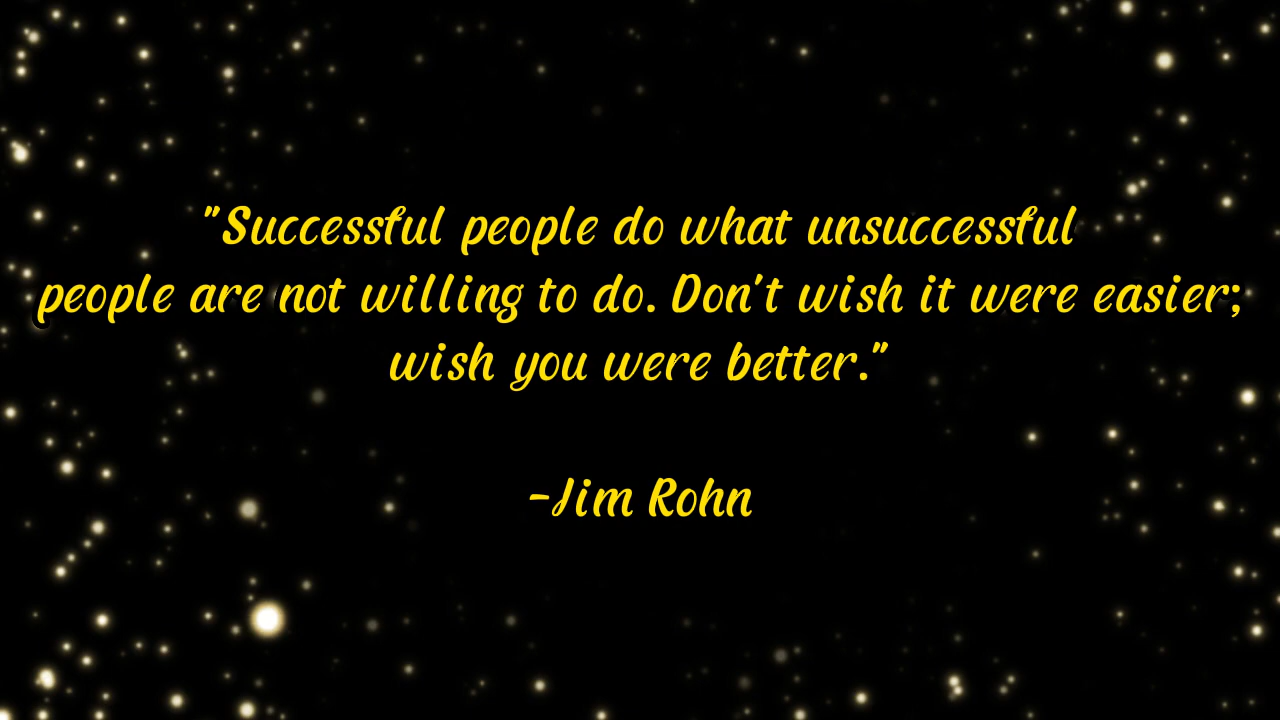 "Successful people do what unsuccessful
people are not willing to do. Don't wish it were easier;
wish you were better."
-Jim Rohn